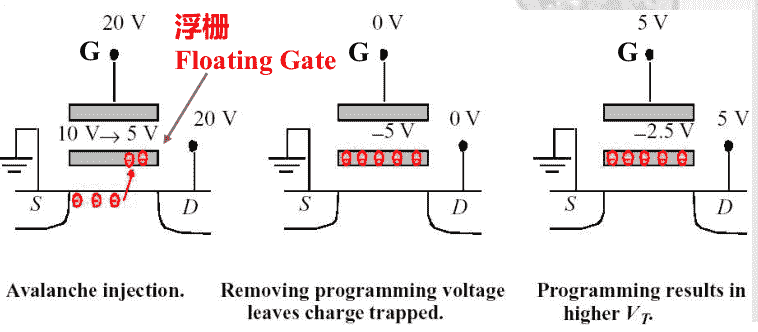 20 V
浮栅
0 V
5 V
G
Floating Gate
G
G
10 V→ 5 V
20 V
–5 V
0 V
–2.5 V
5 V
S
D
S
D
S
D
Avalanche injection.
Removing programming voltage
leaves charge trapped.
Programming results in
higher V_T.